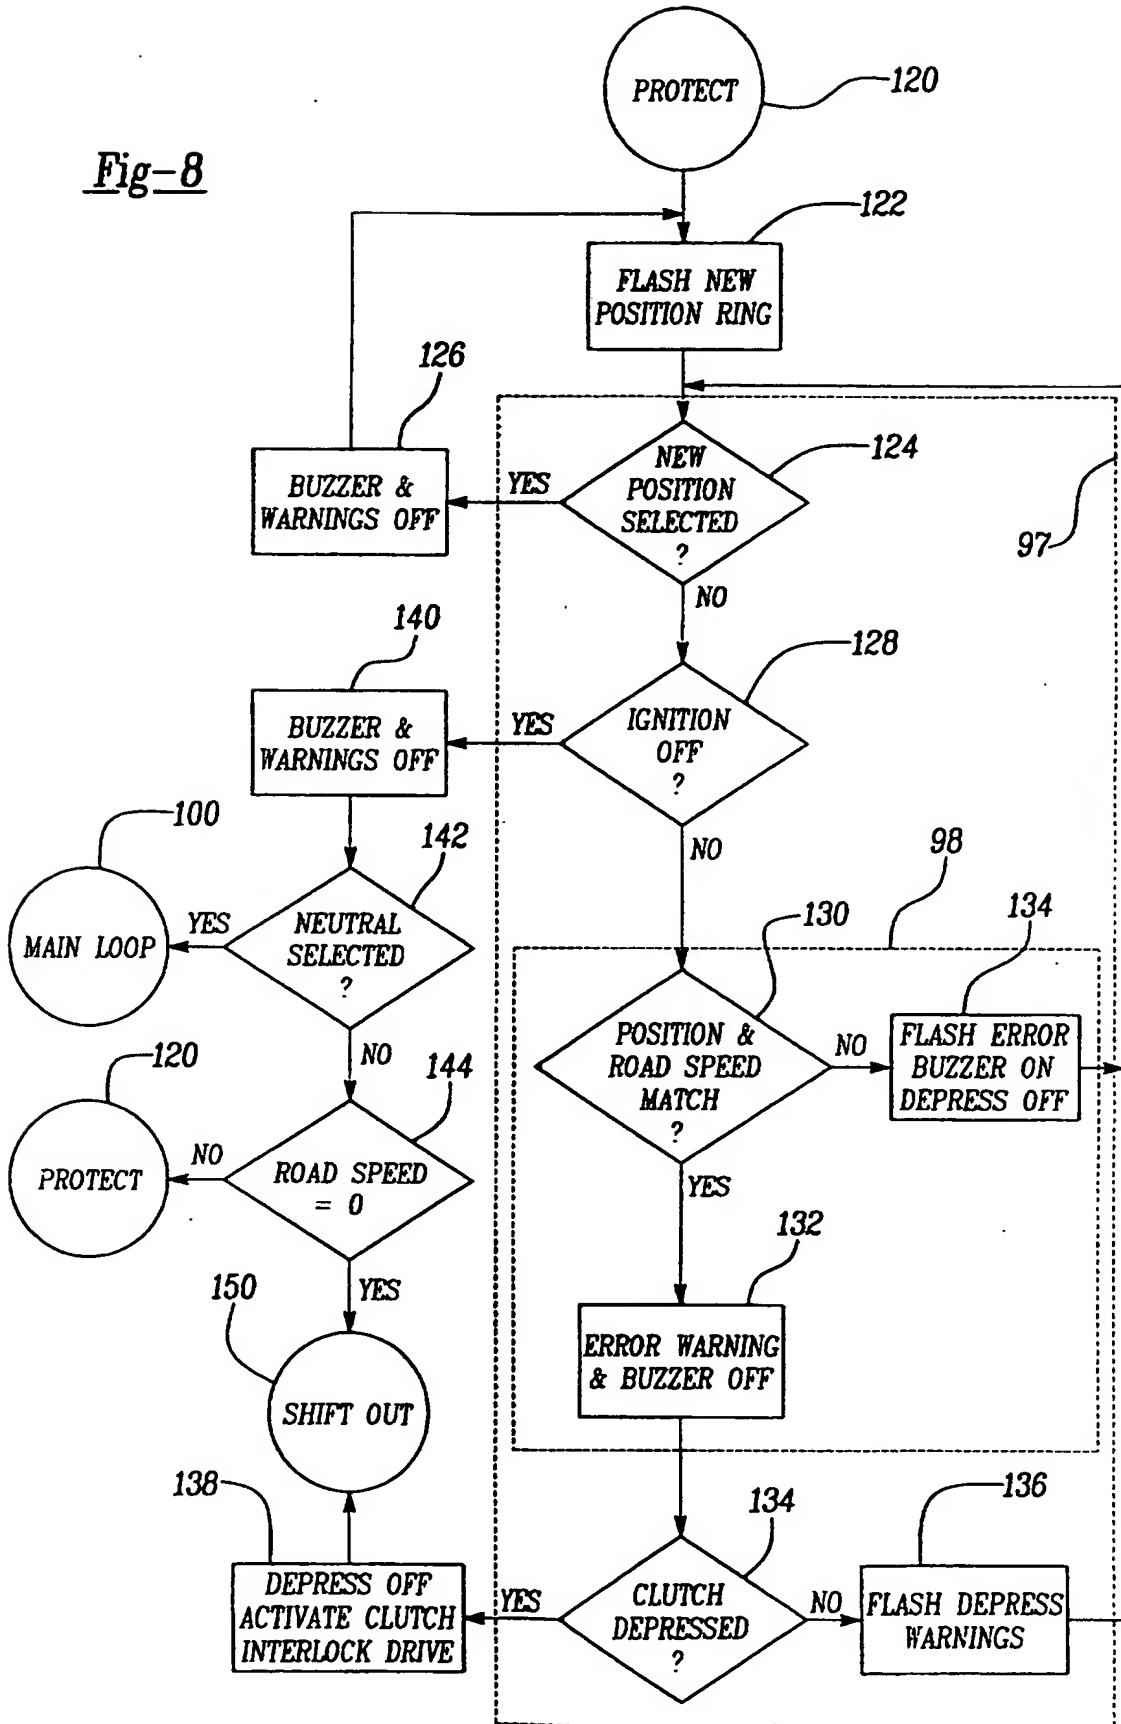 Fig-8
PROTECT
120
122
FLASH NEW
POSITION RING
126
BUZZER &
WARNINGS OFF
YES
NEW
POSITION
SELECTED
?
124
97
NO
140
BUZZER &
WARNINGS OFF
YES
IGNITION
OFF
?
128
NO
100
MAIN LOOP
YES
142
NEUTRAL
SELECTED
?
NO
98
130
POSITION &
ROAD SPEED
MATCH
?
NO
134
FLASH ERROR
BUZZER ON
DEPRESS OFF
YES
120
PROTECT
NO
144
ROAD SPEED
= 0
YES
132
ERROR WARNING
& BUZZER OFF
150
SHIFT OUT
138
DEPRESS OFF
ACTIVATE CLUTCH
INTERLOCK DRIVE
YES
134
CLUTCH
DEPRESSED
?
NO
136
FLASH DEPRESS
WARNINGS